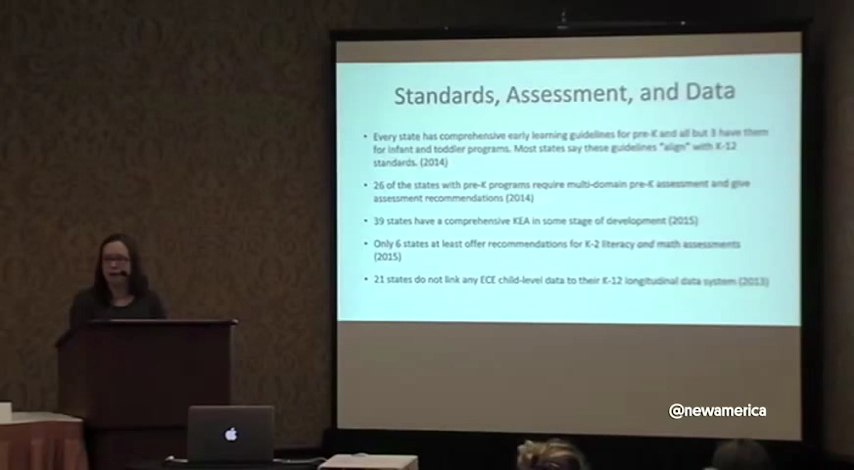 Standards, Assessment, and Data
• Every state has comprehensive early learning guidelines for pre-K and all but 3 have them
for infant and toddler programs. Most states say these guidelines "align" with K-12
standards. (2014)
• 26 of the states with pre-K programs require multi-domain pre-K assessment and give
assessment recommendations (2014)
• 39 states have a comprehensive KEA in some stage of development (2015)
• Only 6 states at least offer recommendations for K-2 literacy and math assessments
(2015)
• 21 states do not link any ECE child-level data to their K-12 longitudinal data system (2013)
@newamerica